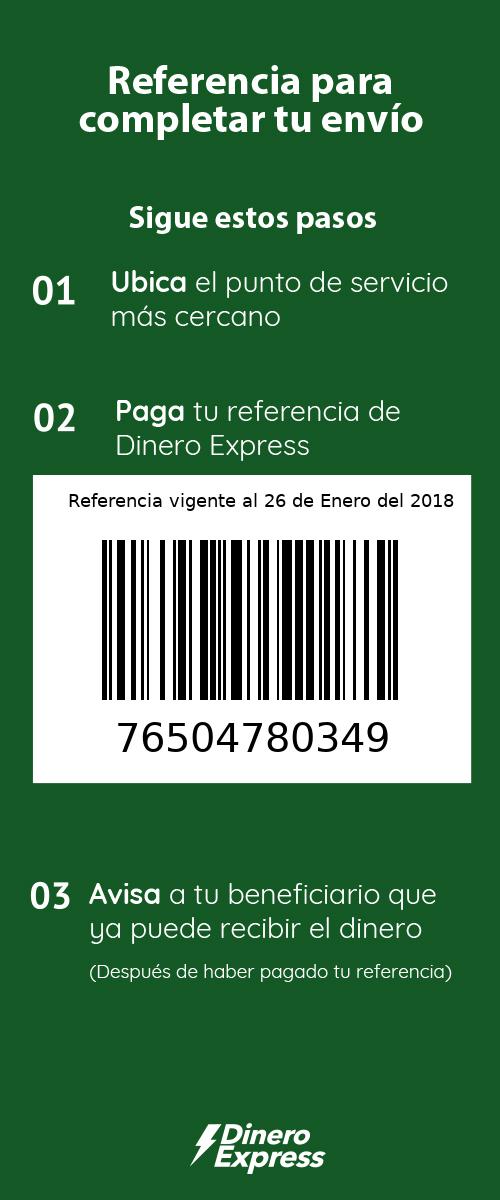 Referencia para
completar tu envío
Sigue estos pasos
01 Ubica el punto de servicio
más cercano
02 Paga tu referencia de
Dinero Express
Referencia vigente al 26 de Enero del 2018
76504780349
03 Avisa a tu beneficiario que
ya puede recibir el dinero
(Después de haber pagado tu referencia)
Dinero
Express